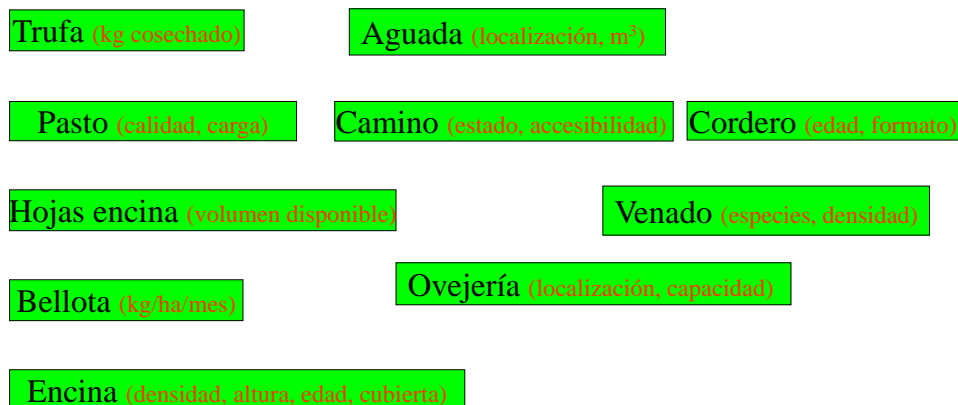 Trufa (kg cosechado)
Aguada (localización, m³)
Pasto (calidad, carga)
Camino (estado, accesibilidad)
Cordero (edad, formato)
Hojas encina (volumen disponible)
Venado (especies, densidad)
Bellota (kg/ha/mes)
Ovejería (localización, capacidad)
Encina (densidad, altura, edad, cubierta)